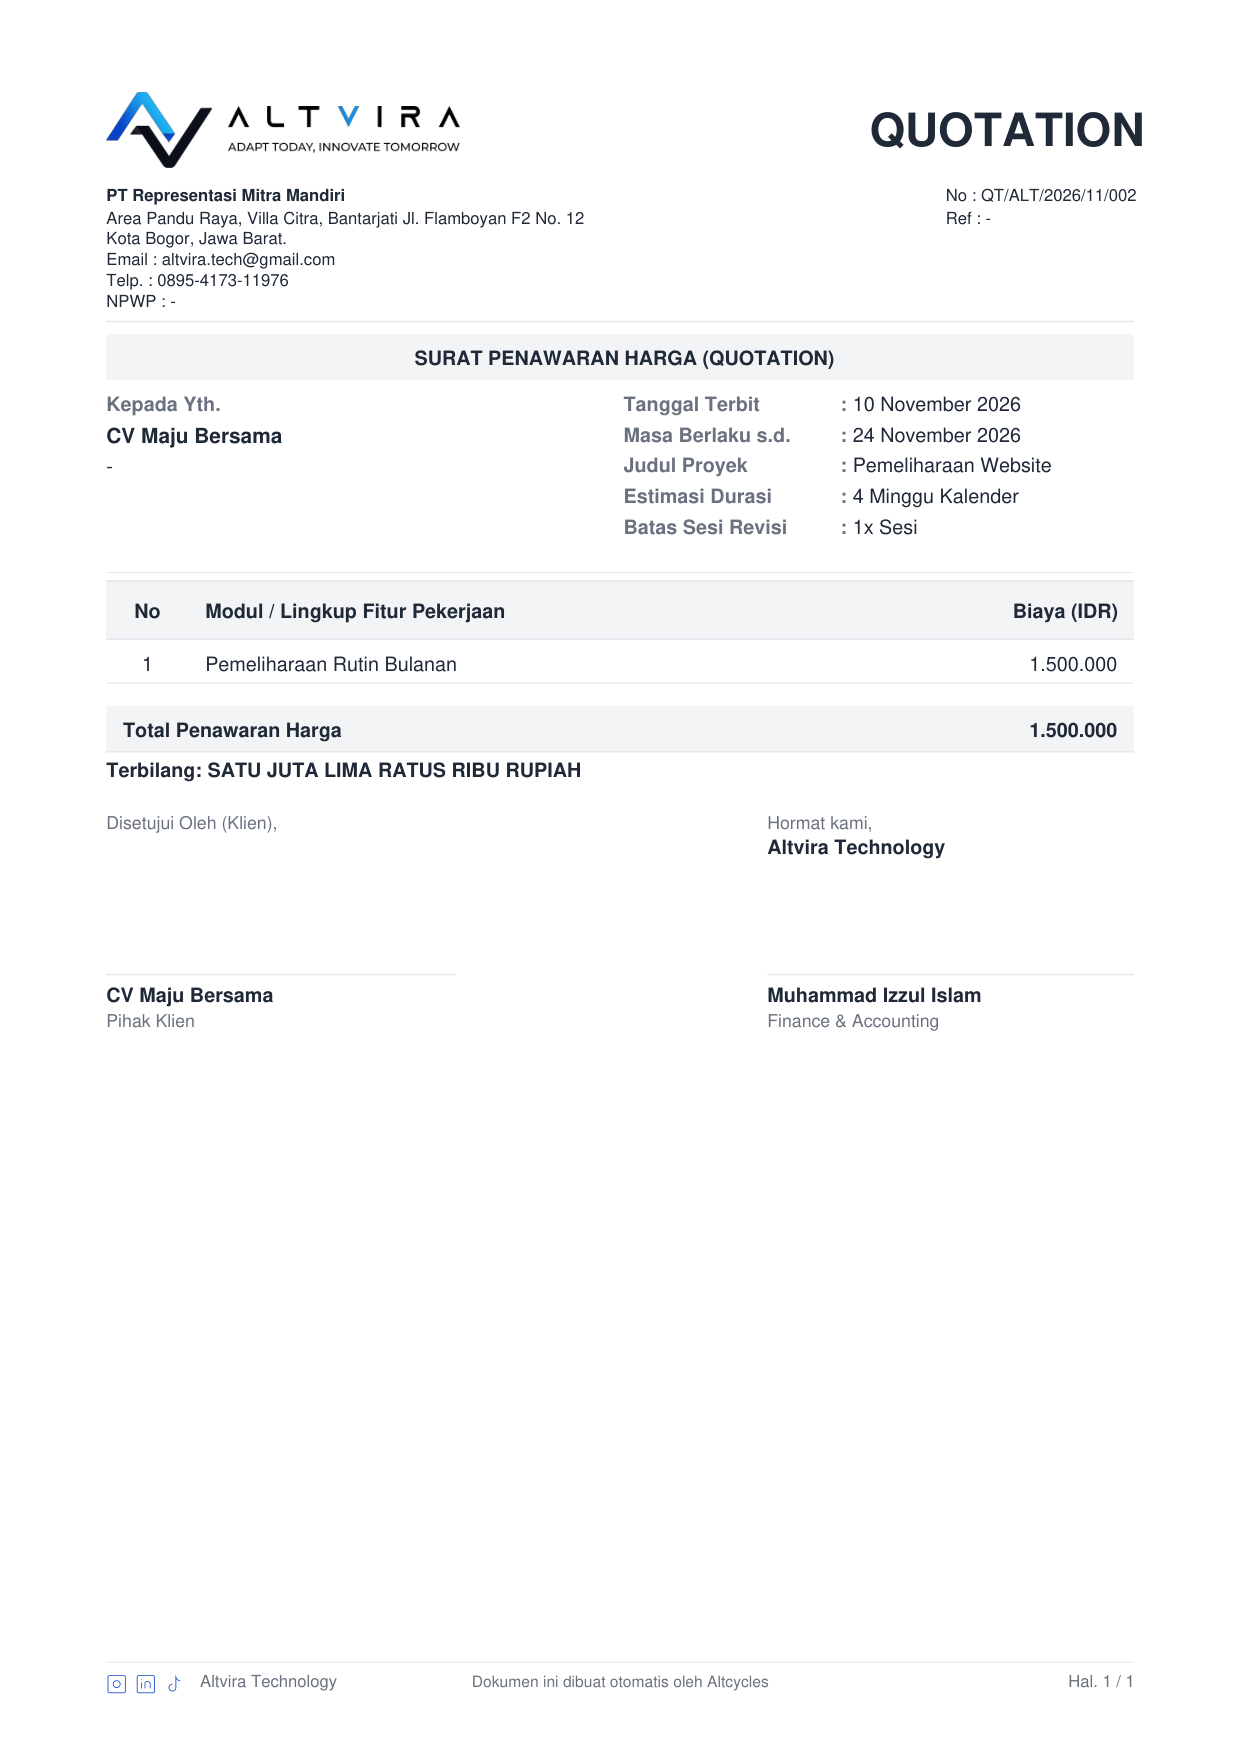 ALTVIRA
ADAPT TODAY, INNOVATE TOMORROW
QUOTATION
PT Representasi Mitra Mandiri
Area Pandu Raya, Villa Citra, Bantarjati Jl. Flamboyan F2 No. 12
Kota Bogor, Jawa Barat.
Email : altvira.tech@gmail.com
Telp. : 0895-4173-11976
NPWP : -
No : QT/ALT/2026/11/002
Ref : -
SURAT PENAWARAN HARGA (QUOTATION)
Kepada Yth.
CV Maju Bersama
-
Tanggal Terbit : 10 November 2026
Masa Berlaku s.d. : 24 November 2026
Judul Proyek : Pemeliharaan Website
Estimasi Durasi : 4 Minggu Kalender
Batas Sesi Revisi : 1x Sesi
No Modul / Lingkup Fitur Pekerjaan Biaya (IDR)
1 Pemeliharaan Rutin Bulanan 1.500.000
Total Penawaran Harga 1.500.000
Terbilang: SATU JUTA LIMA RATUS RIBU RUPIAH
Disetujui Oleh (Klien),
CV Maju Bersama
Pihak Klien
Hormat kami,
Altvira Technology
Muhammad Izzul Islam
Finance & Accounting
Altvira Technology Dokumen ini dibuat otomatis oleh Altcycles Hal. 1 / 1